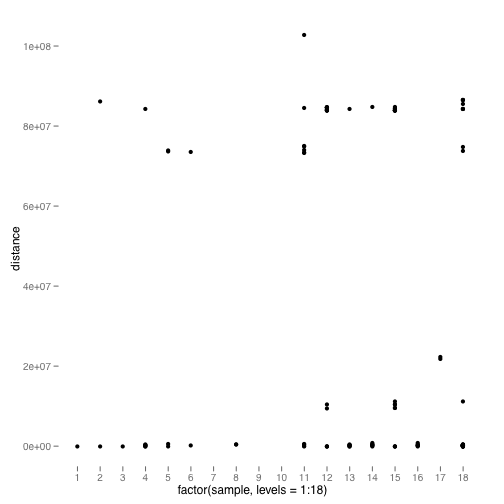 1e+08
8e+07
6e+07
4e+07
2e+07
0e+00
distance
1 2 3 4 5 6 7 8 9 10 11 12 13 14 15 16 17 18
factor(sample, levels = 1:18)